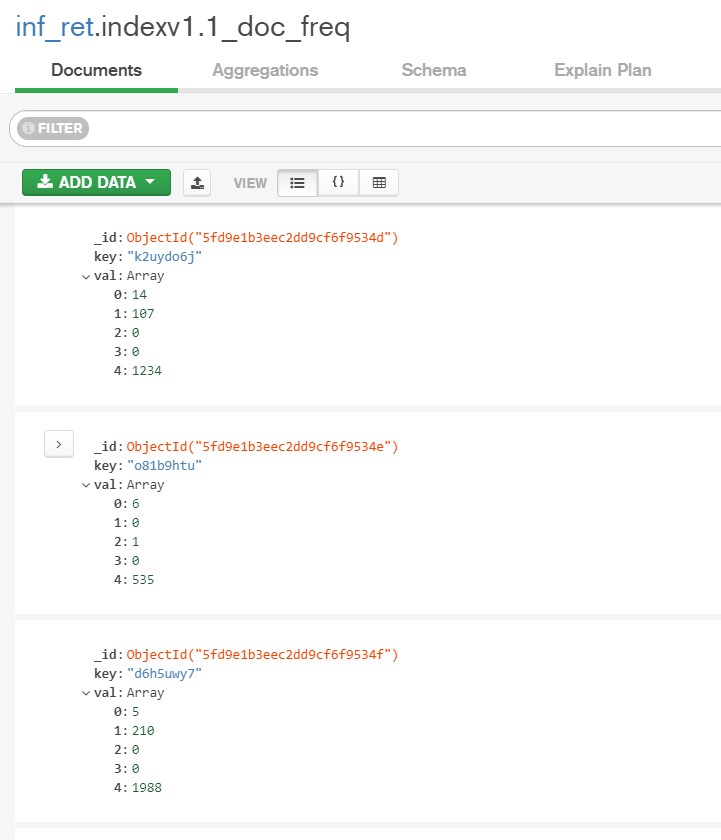 inf_ret.indexv1.1_doc_freq
Documents Aggregations Schema Explain Plan
i FILTER
ADD DATA VIEW {}
_id: ObjectId("5fd9e1b3eec2dd9cf6f9534d")
key: "k2uydo6j"
val: Array
0: 14
1: 107
2: 0
3: 0
4: 1234
_id: ObjectId("5fd9e1b3eec2dd9cf6f9534e")
key: "o81b9htu"
val: Array
0: 6
1: 0
2: 1
3: 0
4: 535
_id: ObjectId("5fd9e1b3eec2dd9cf6f9534f")
key: "d6h5uwy7"
val: Array
0: 5
1: 210
2: 0
3: 0
4: 1988